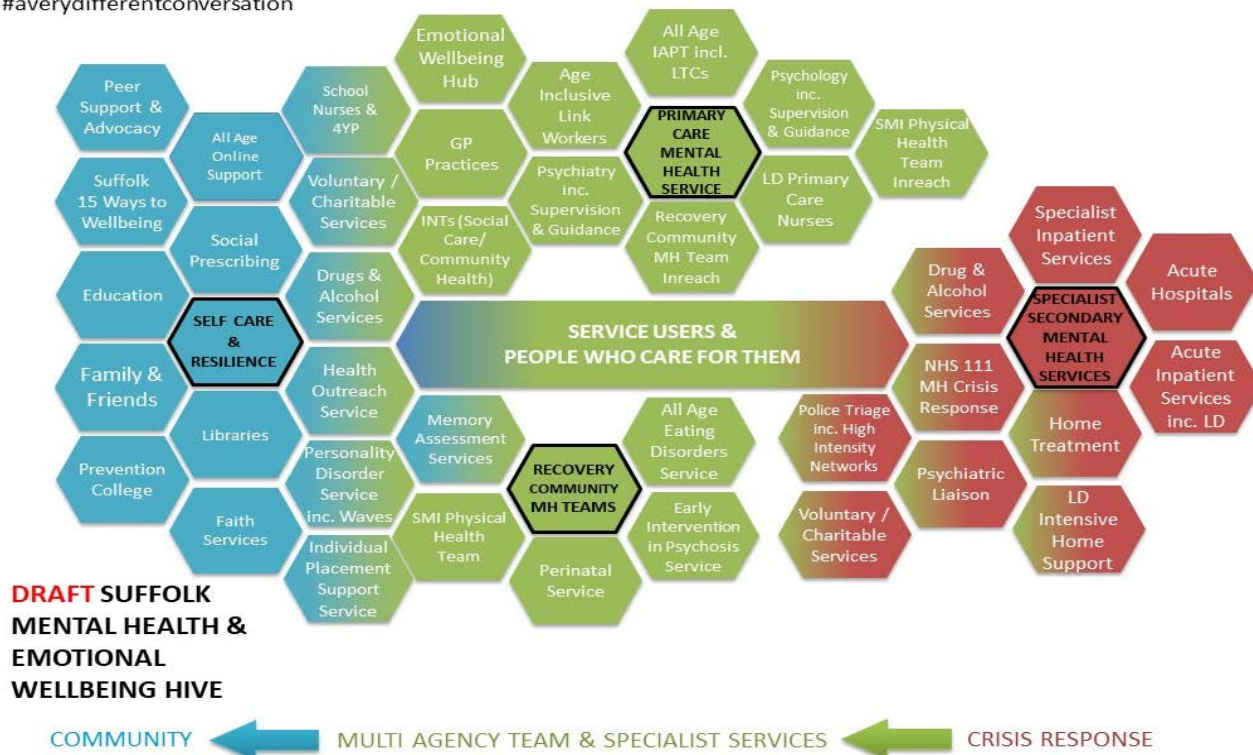 #averydifferentconversation
Peer
Support &
Advocacy
All Age
Online
Support
School
Nurses &
4YP
Emotional
Wellbeing
Hub
Age
Inclusive
Link
Workers
All Age
IAPT incl.
LTCs
Psychology
inc.
Supervision
& Guidance
SMI Physical
Health
Team
Inreach
PRIMARY
CARE
MENTAL
HEALTH
SERVICE
GP
Practices
Suffolk
15 Ways to
Wellbeing
Voluntary /
Charitable
Services
Psychiatry
inc.
Supervision
& Guidance
LD Primary
Care
Nurses
Social
Prescribing
INTs (Social
Care/
Community
Health)
Recovery
Community
MH Team
Inreach
Specialist
Inpatient
Services
Education
Drugs &
Alcohol
Services
Drug &
Alcohol
Services
Acute
Hospitals
SELF CARE
&
RESILIENCE
SERVICE USERS &
PEOPLE WHO CARE FOR THEM
SPECIALIST
SECONDARY
MENTAL
HEALTH
SERVICES
Family &
Friends
Health
Outreach
Service
NHS 111
MH Crisis
Response
Acute
Inpatient
Services
inc. LD
Libraries
Memory
Assessment
Services
All Age
Eating
Disorders
Service
Police Triage
inc. High
Intensity
Networks
Home
Treatment
Prevention
College
Personality
Disorder
Service
inc. Waves
RECOVERY
COMMUNITY
MH TEAMS
Psychiatric
Liaison
Faith
Services
SMI Physical
Health
Team
Early
Intervention
in Psychosis
Service
Voluntary /
Charitable
Services
LD
Intensive
Home
Support
Individual
Placement
Support
Service
Perinatal
Service
DRAFT SUFFOLK
MENTAL HEALTH &
EMOTIONAL
WELLBEING HIVE
COMMUNITY
MULTI AGENCY TEAM & SPECIALIST SERVICES
CRISIS RESPONSE